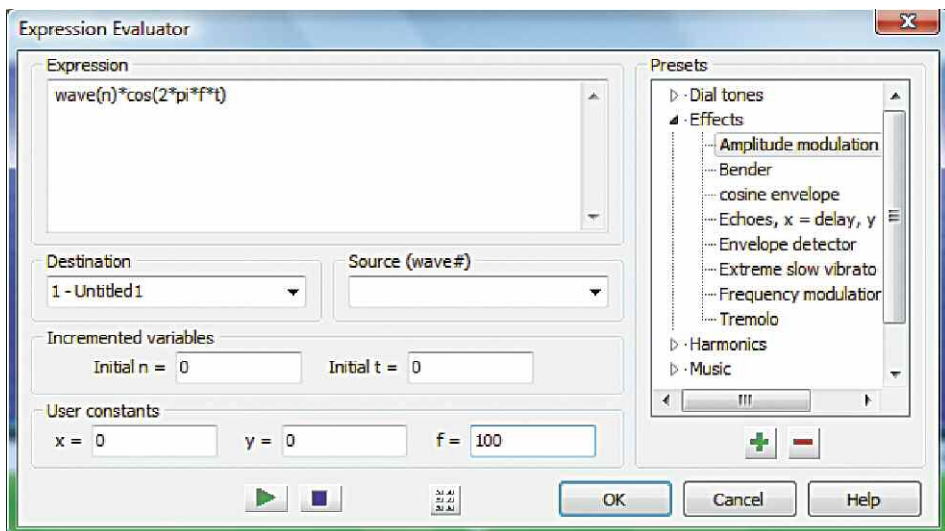 Expression Evaluator
Expression
wave(n)*cos(2*pi*f*t)
Destination
1 - Untitled1
Source (wave#)
Incremented variables
Initial n = 0
Initial t = 0
User constants
x = 0
y = 0
f = 100
Presets
Dial tones
Effects
Amplitude modulation
Bender
cosine envelope
Echoes, x = delay, y
Envelope detector
Extreme slow vibrato
Frequency modulation
Tremolo
Harmonics
Music
OK
Cancel
Help